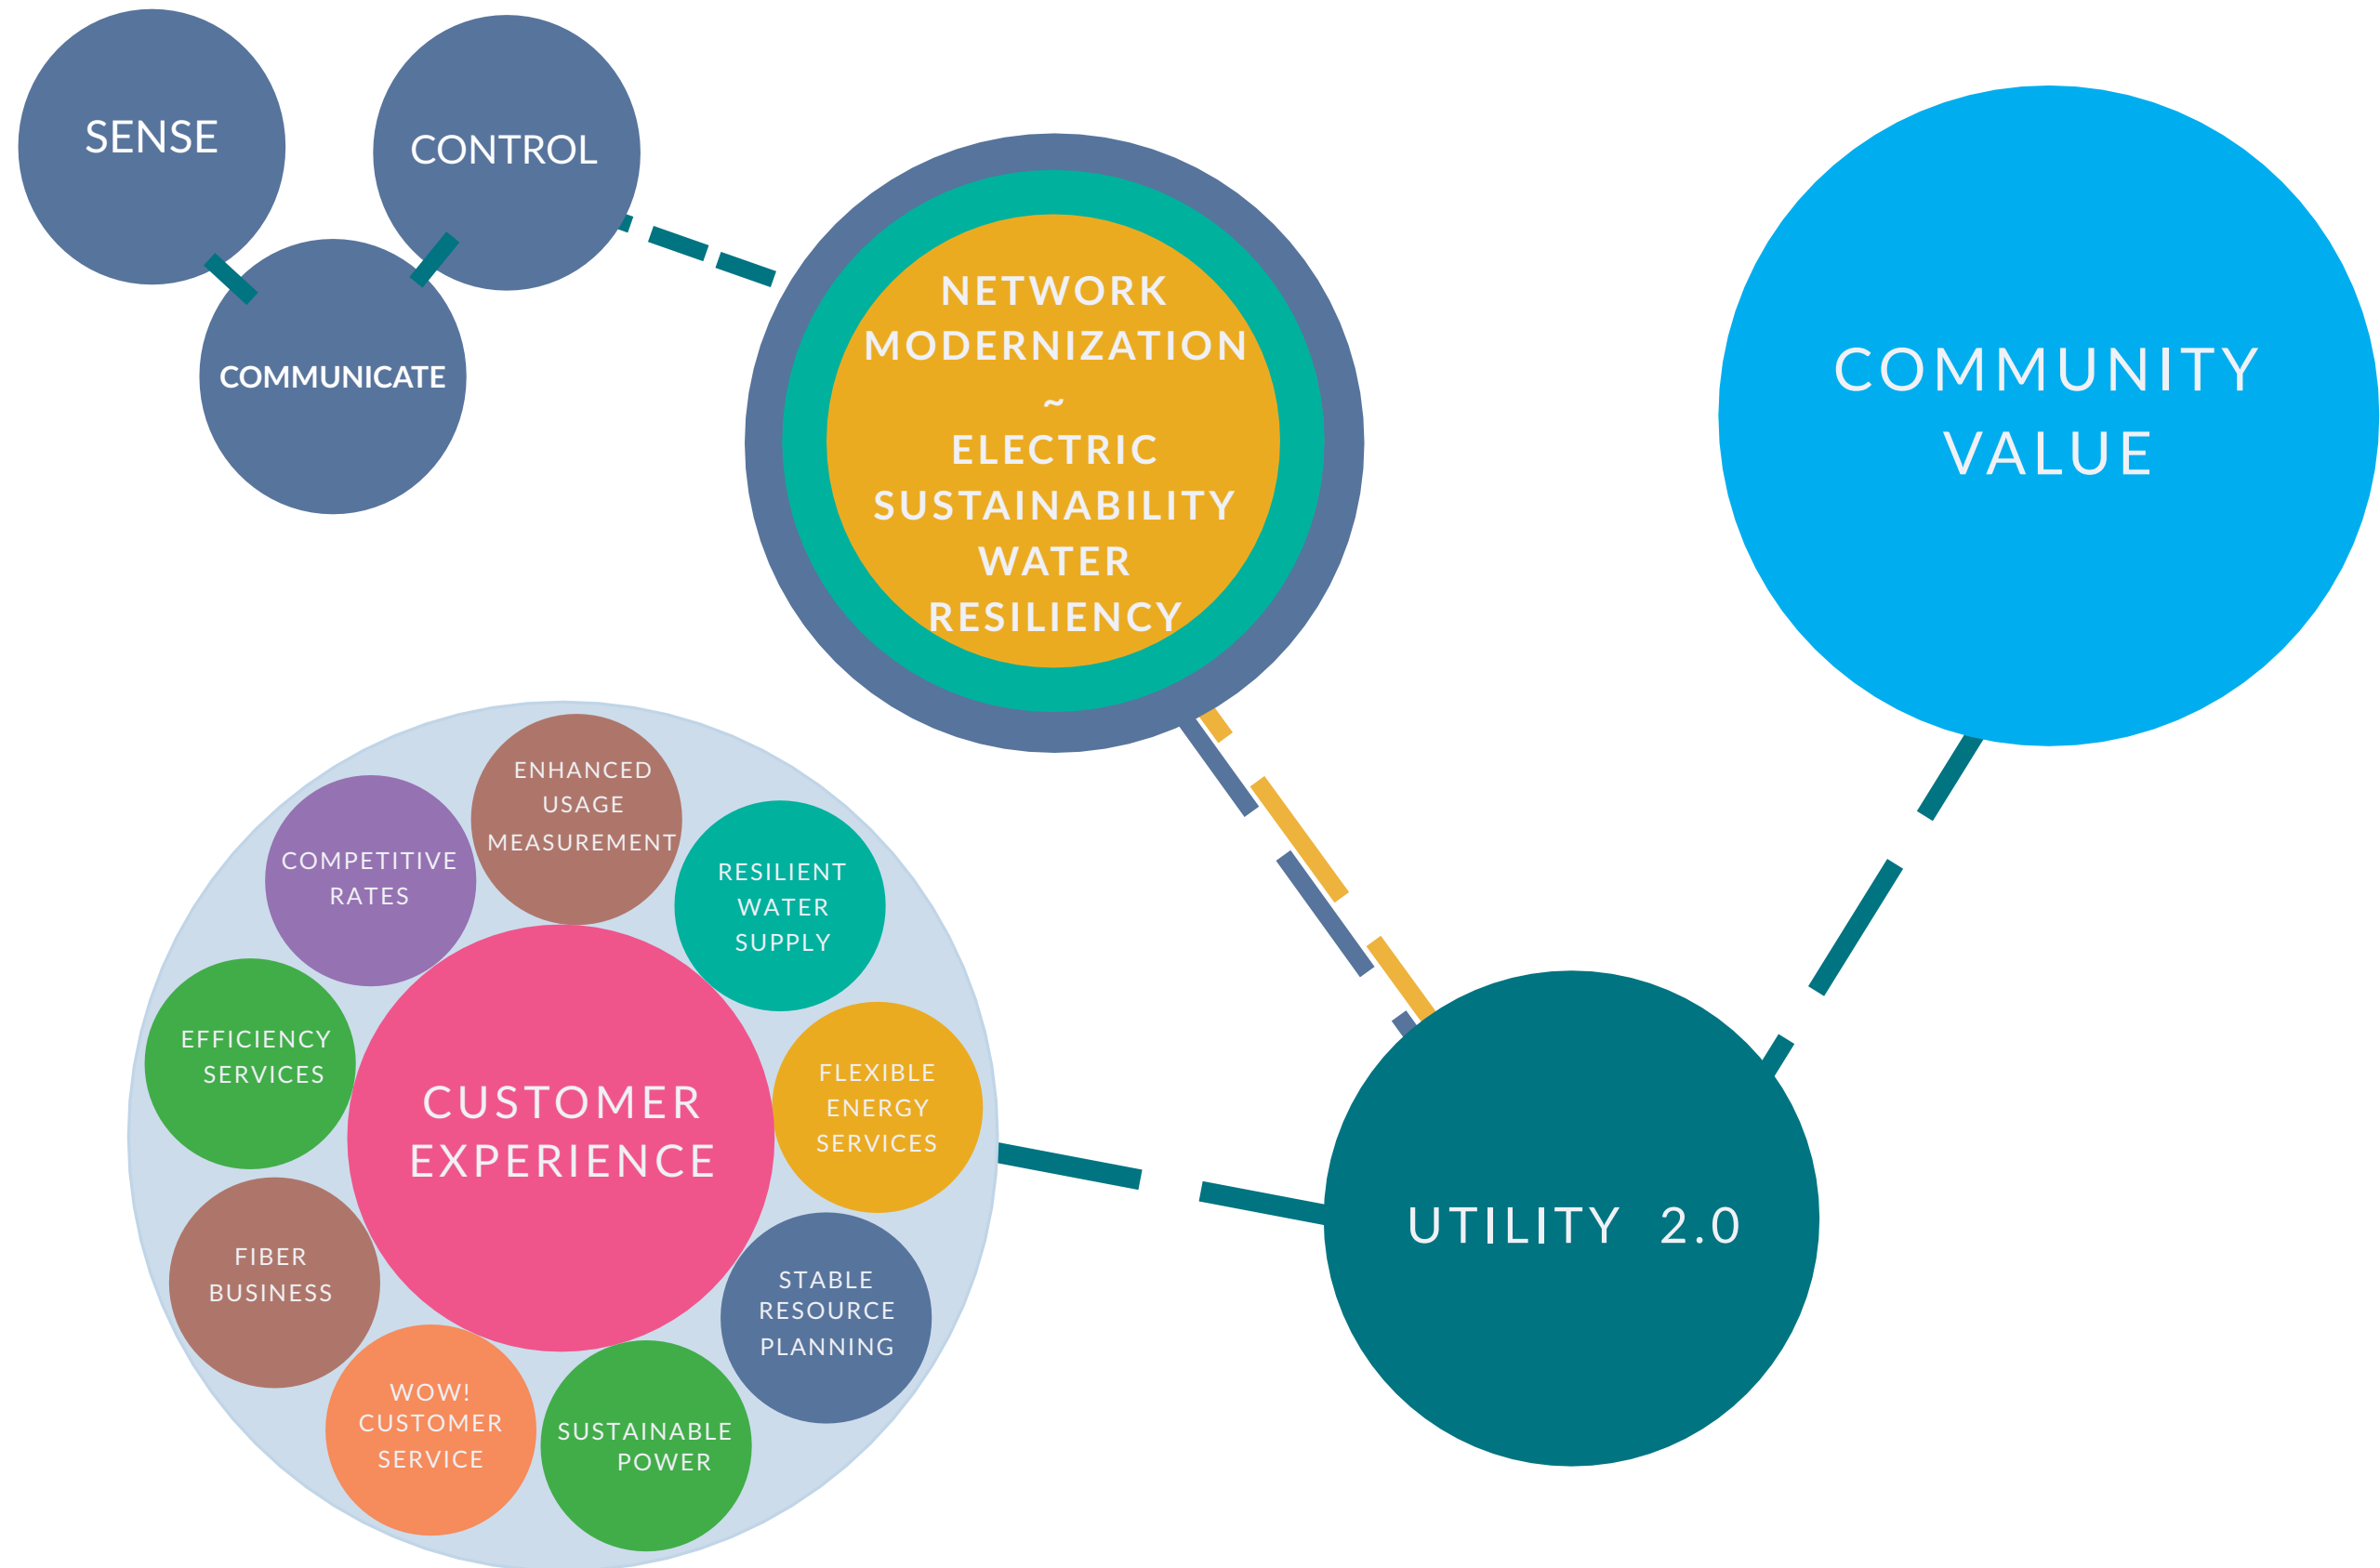 SENSE
CONTROL
COMMUNICATE
NETWORK
MODERNIZATION
~
ELECTRIC
SUSTAINABILITY
WATER
RESILIENCY
COMMUNITY
VALUE
ENHANCED
USAGE
MEASUREMENT
COMPETITIVE
RATES
RESILIENT
WATER
SUPPLY
EFFICIENCY
SERVICES
FLEXIBLE
ENERGY
SERVICES
CUSTOMER
EXPERIENCE
UTILITY 2.0
FIBER
BUSINESS
STABLE
RESOURCE
PLANNING
WOW!
CUSTOMER
SERVICE
SUSTAINABLE
POWER